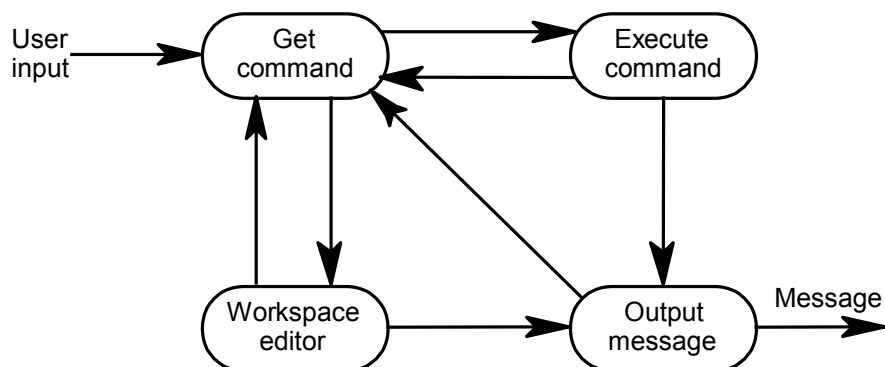 User
input
Get
command
Execute
command
Workspace
editor
Output
message
Message